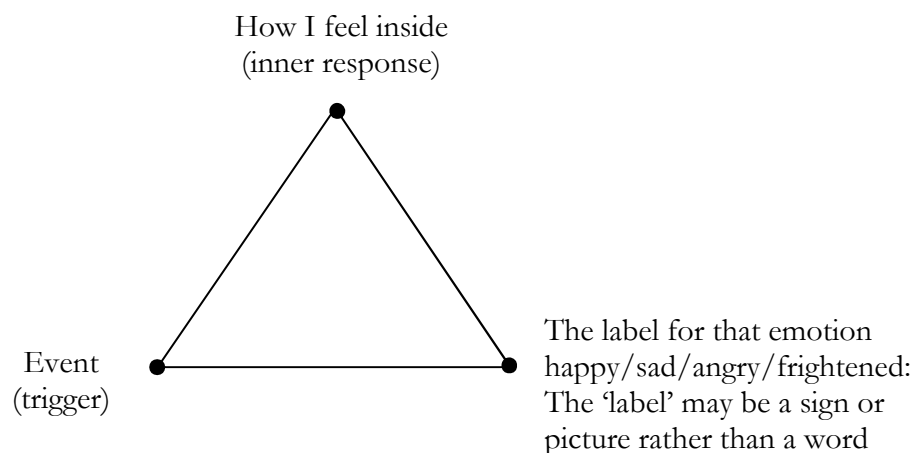 How I feel inside
(inner response)
Event
(trigger)
The label for that emotion
happy/sad/angry/frightened:
The ‘label’ may be a sign or
picture rather than a word